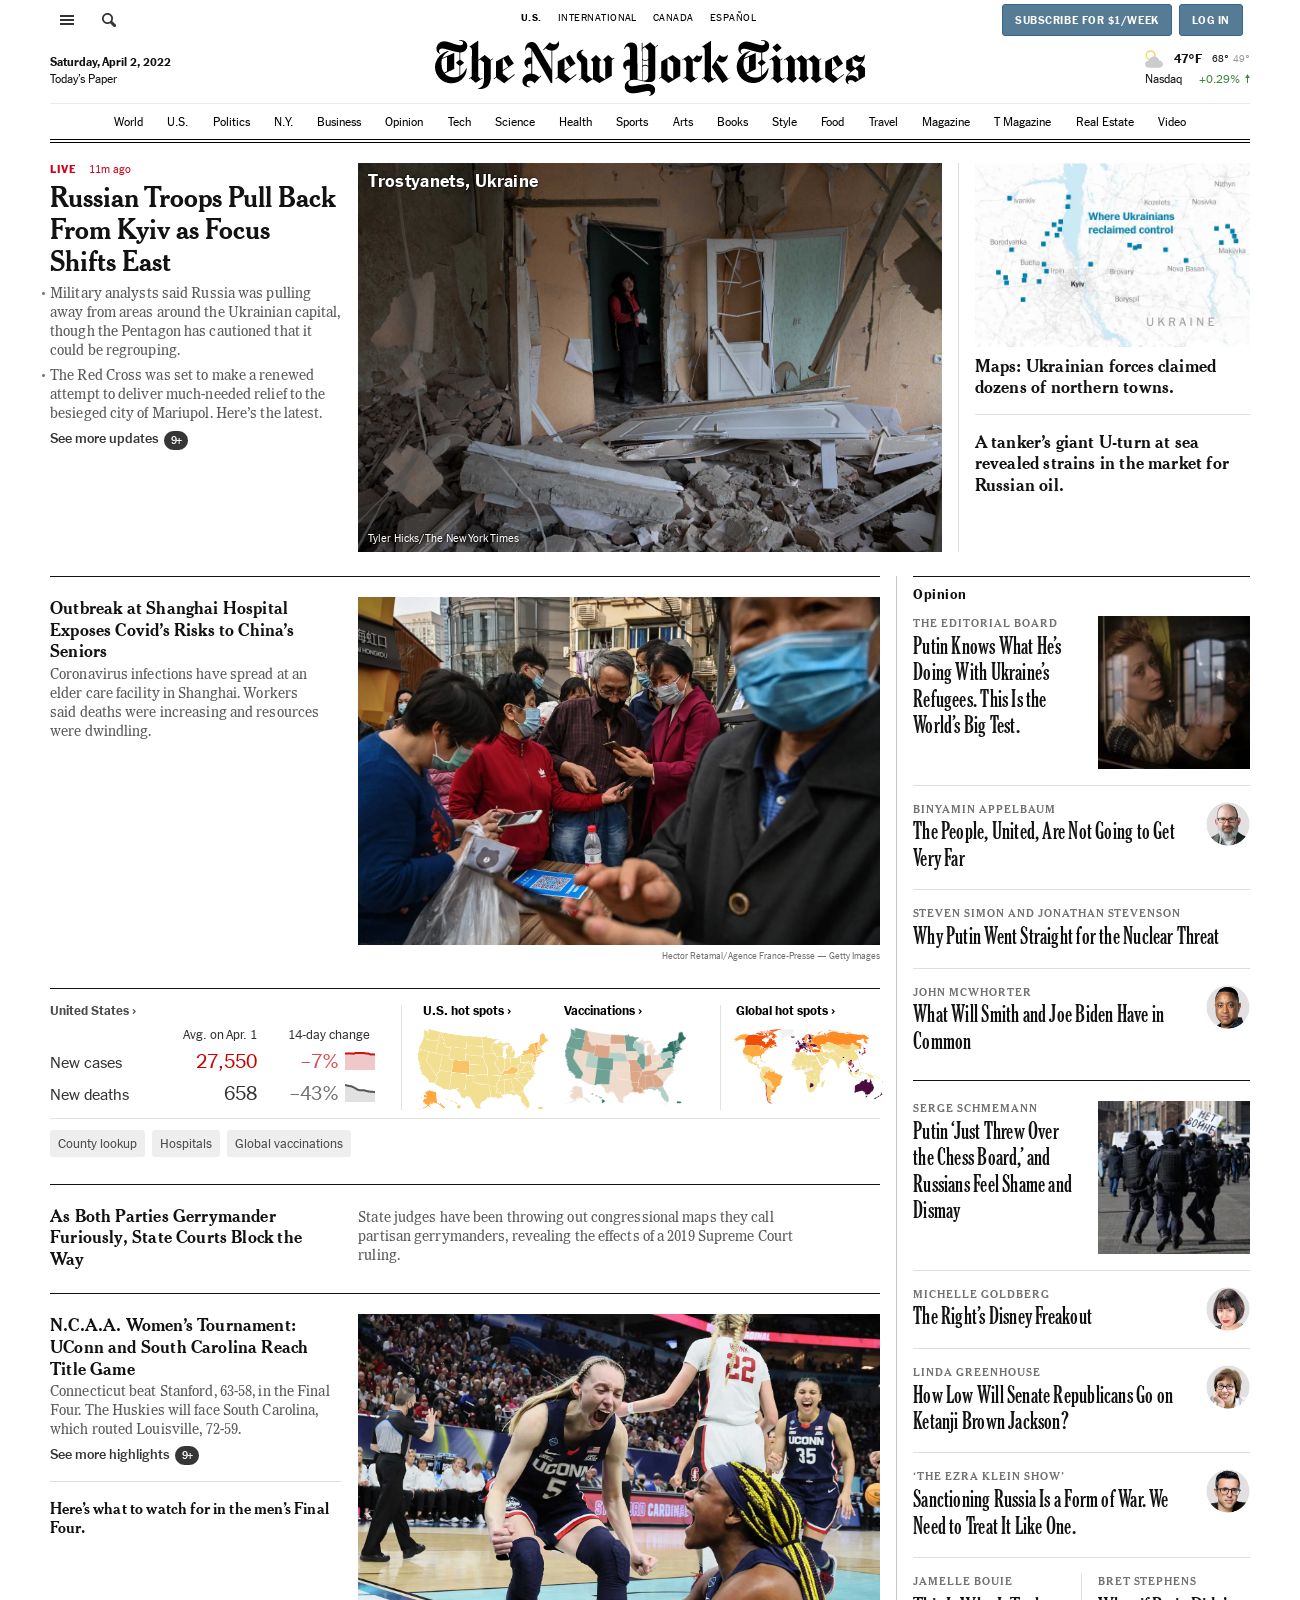 U.S. INTERNATIONAL CANADA ESPAÑOL
SUBSCRIBE FOR $1/WEEK LOG IN
Saturday, April 2, 2022
Today's Paper
The New York Times
47°F 68° 49°
Nasdaq +0.29% ↑
World U.S. Politics N.Y. Business Opinion Tech Science Health Sports Arts Books Style Food Travel Magazine T Magazine Real Estate Video
LIVE 11m ago
Russian Troops Pull Back
From Kyiv as Focus
Shifts East
• Military analysts said Russia was pulling
away from areas around the Ukrainian capital,
though the Pentagon has cautioned that it
could be regrouping.
• The Red Cross was set to make a renewed
attempt to deliver much-needed relief to the
besieged city of Mariupol. Here's the latest.
See more updates 9+
Trostyanets, Ukraine
Tyler Hicks/The New York Times
Nizhyn
Ivankiv
Kozelets
Nosivka
Where Ukrainians
reclaimed control
Borodyanka
Makiyivka
Bucha
Irpin
Brovary
Nova Basan
Kyiv
Boryspil
UKRAINE
Maps: Ukrainian forces claimed
dozens of northern towns.
A tanker's giant U-turn at sea
revealed strains in the market for
Russian oil.
Outbreak at Shanghai Hospital
Exposes Covid's Risks to China's
Seniors
Coronavirus infections have spread at an
elder care facility in Shanghai. Workers
said deaths were increasing and resources
were dwindling.
Hector Retamal/Agence France-Presse — Getty Images
United States ›
Avg. on Apr. 1 14-day change
New cases 27,550 –7%
New deaths 658 –43%
U.S. hot spots ›
Vaccinations ›
Global hot spots ›
County lookup Hospitals Global vaccinations
As Both Parties Gerrymander
Furiously, State Courts Block the
Way
State judges have been throwing out congressional maps they call
partisan gerrymanders, revealing the effects of a 2019 Supreme Court
ruling.
N.C.A.A. Women's Tournament:
UConn and South Carolina Reach
Title Game
Connecticut beat Stanford, 63-58, in the Final
Four. The Huskies will face South Carolina,
which routed Louisville, 72-59.
See more highlights 9+
Here's what to watch for in the men's Final
Four.
22
UCONN
35
UCONN
5
Opinion
THE EDITORIAL BOARD
Putin Knows What He's
Doing With Ukraine's
Refugees. This Is the
World's Big Test.
BINYAMIN APPELBAUM
The People, United, Are Not Going to Get
Very Far
STEVEN SIMON AND JONATHAN STEVENSON
Why Putin Went Straight for the Nuclear Threat
JOHN MCWHORTER
What Will Smith and Joe Biden Have in
Common
SERGE SCHMEMANN
Putin 'Just Threw Over
the Chess Board,' and
Russians Feel Shame and
Dismay
НЕТ
ВОЙНЕ
MICHELLE GOLDBERG
The Right's Disney Freakout
LINDA GREENHOUSE
How Low Will Senate Republicans Go on
Ketanji Brown Jackson?
'THE EZRA KLEIN SHOW'
Sanctioning Russia Is a Form of War. We
Need to Treat It Like One.
JAMELLE BOUIE
BRET STEPHENS